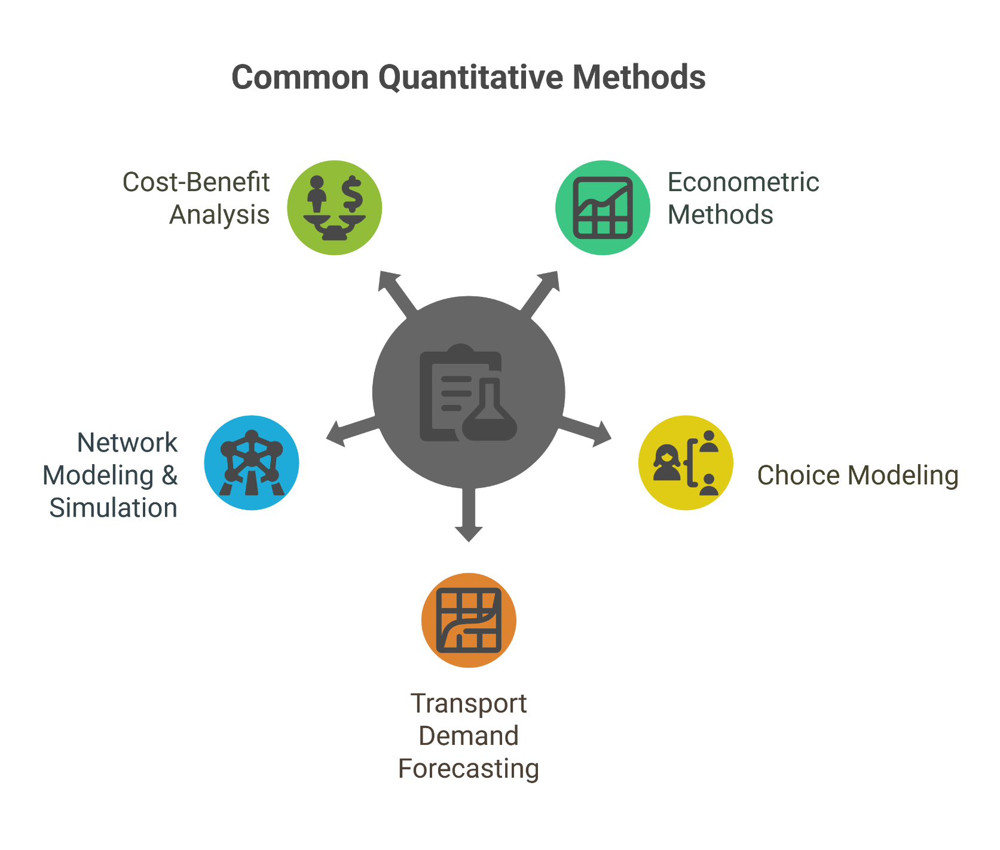 Common Quantitative Methods
Cost-Benefit
Analysis
Econometric
Methods
Network
Modeling &
Simulation
Choice Modeling
Transport
Demand
Forecasting